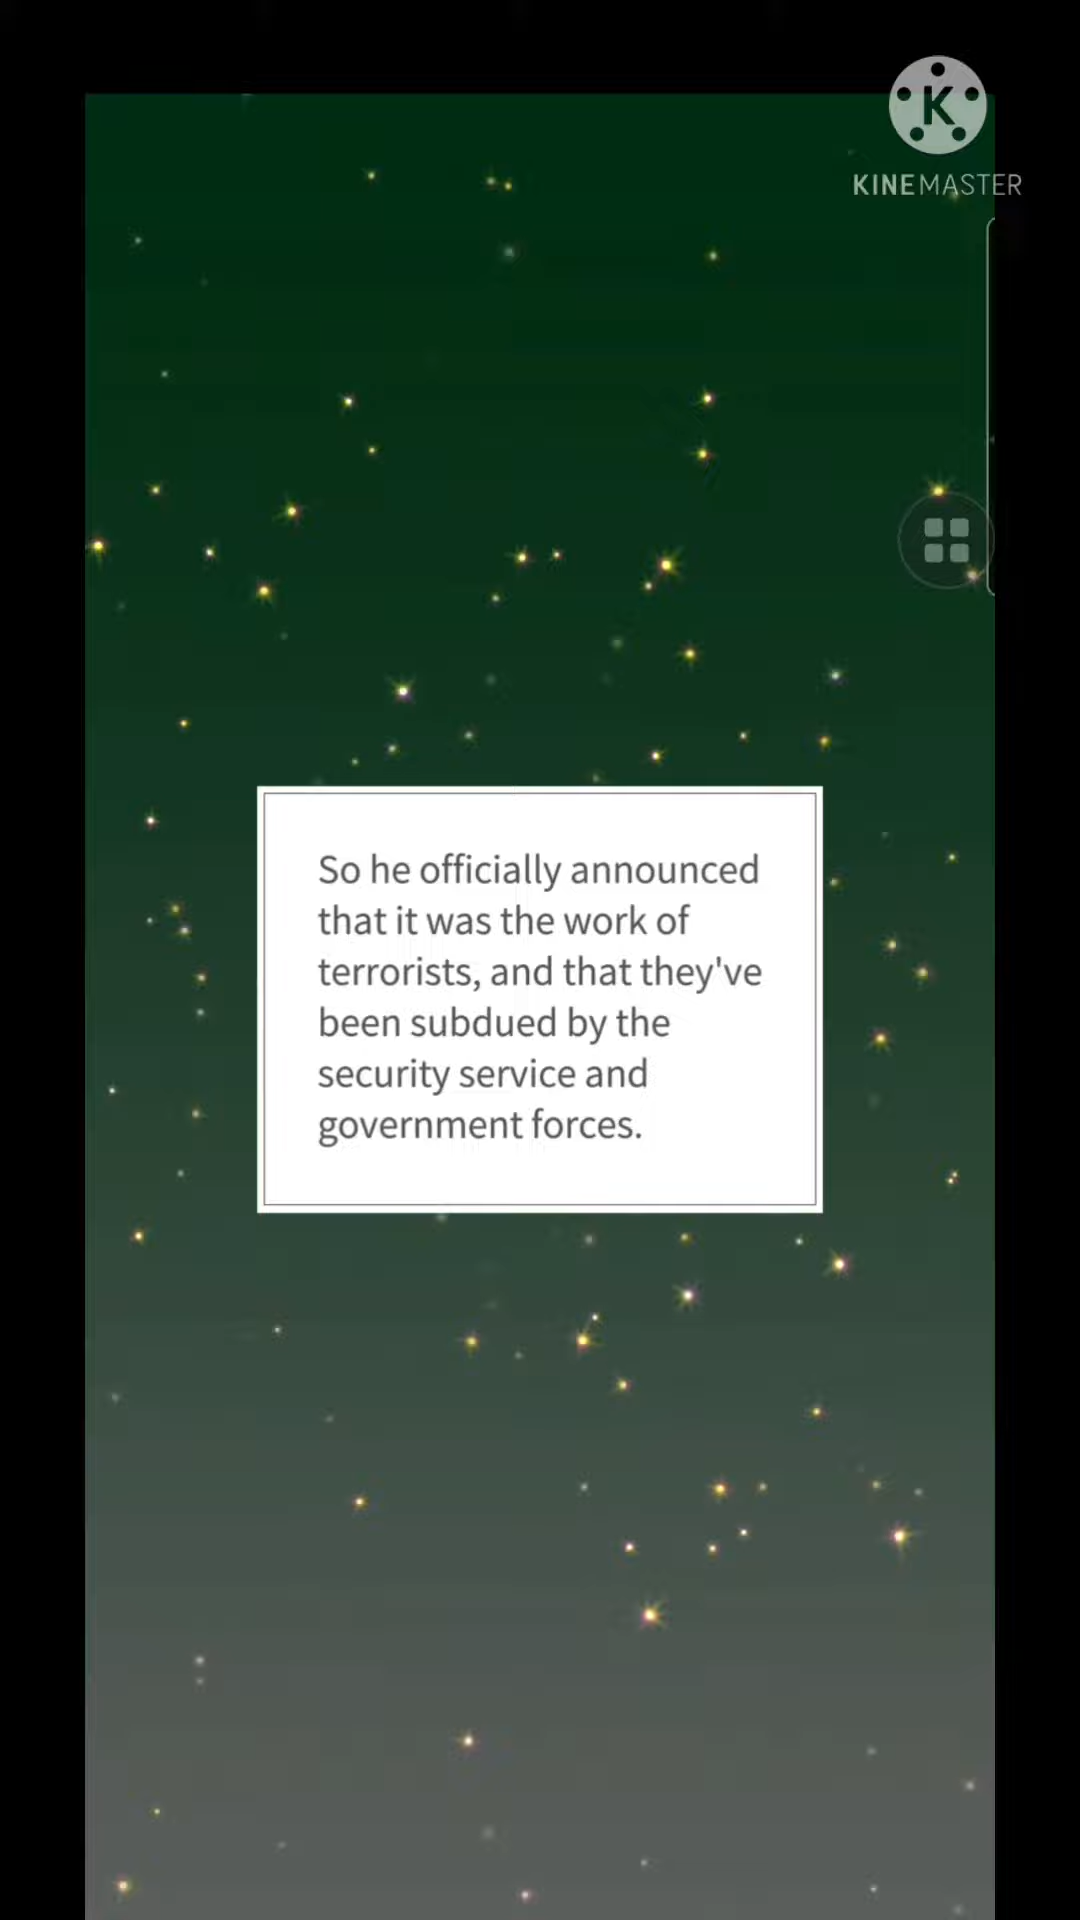 K
KINEMASTER
So he officially announced
that it was the work of
terrorists, and that they've
been subdued by the
security service and
government forces.